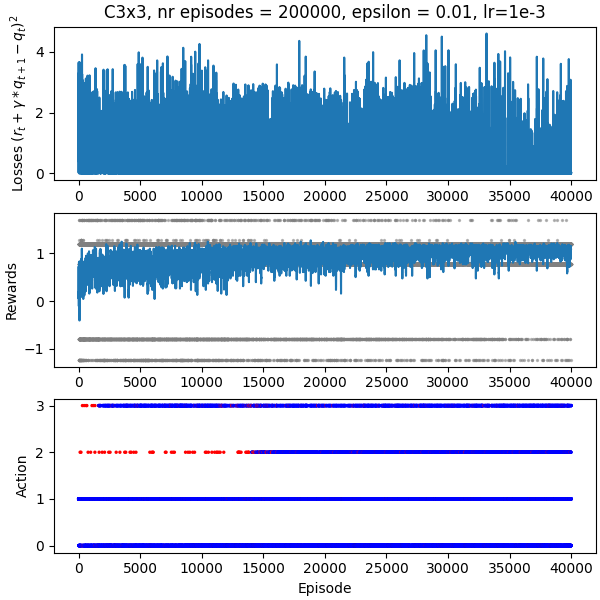 C3x3, nr episodes = 200000, epsilon = 0.01, lr=1e-3
Losses $(r_t + \gamma * q_{t+1} - q_t)^2$
4
2
0
0 5000 10000 15000 20000 25000 30000 35000 40000
Rewards
1
0
−1
0 5000 10000 15000 20000 25000 30000 35000 40000
Action
3
2
1
0
0 5000 10000 15000 20000 25000 30000 35000 40000
Episode